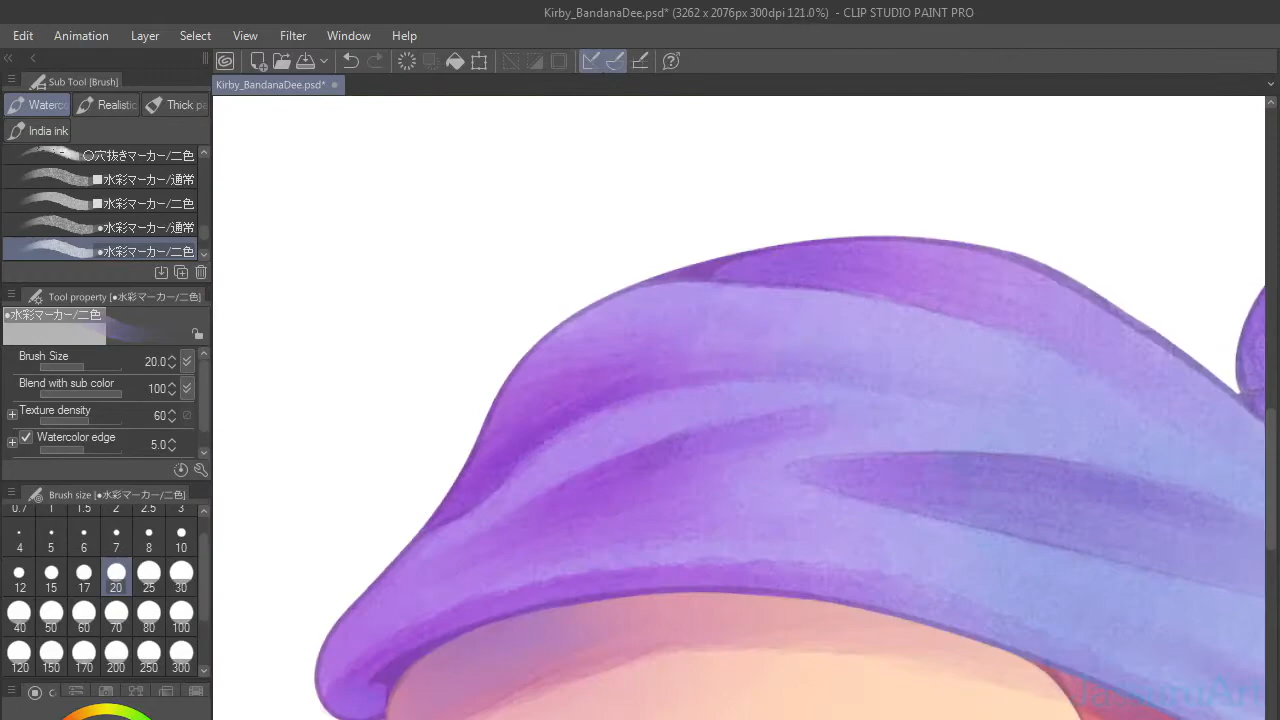 Kirby_BandanaDee.psd* (3262 x 2076px 300dpi 121.0%) - CLIP STUDIO PAINT PRO
Edit Animation Layer Select View Filter Window Help
Sub Tool [Brush]
Kirby_BandanaDee.psd*
Waterco Realistic Thick pa
India ink
○穴抜きマーカー/二色
■水彩マーカー/通常
■水彩マーカー/二色
●水彩マーカー/通常
●水彩マーカー/二色
Tool property [●水彩マーカー/二色]
●水彩マーカー/二色
Brush Size 20.0
Blend with sub color 100
Texture density 60
Watercolor edge 5.0
Brush size [●水彩マーカー/二色]
0.7 1 1.5 2 2.5 3
4 5 6 7 8 10
12 15 17 20 25 30
40 50 60 70 80 100
120 150 170 200 250 300